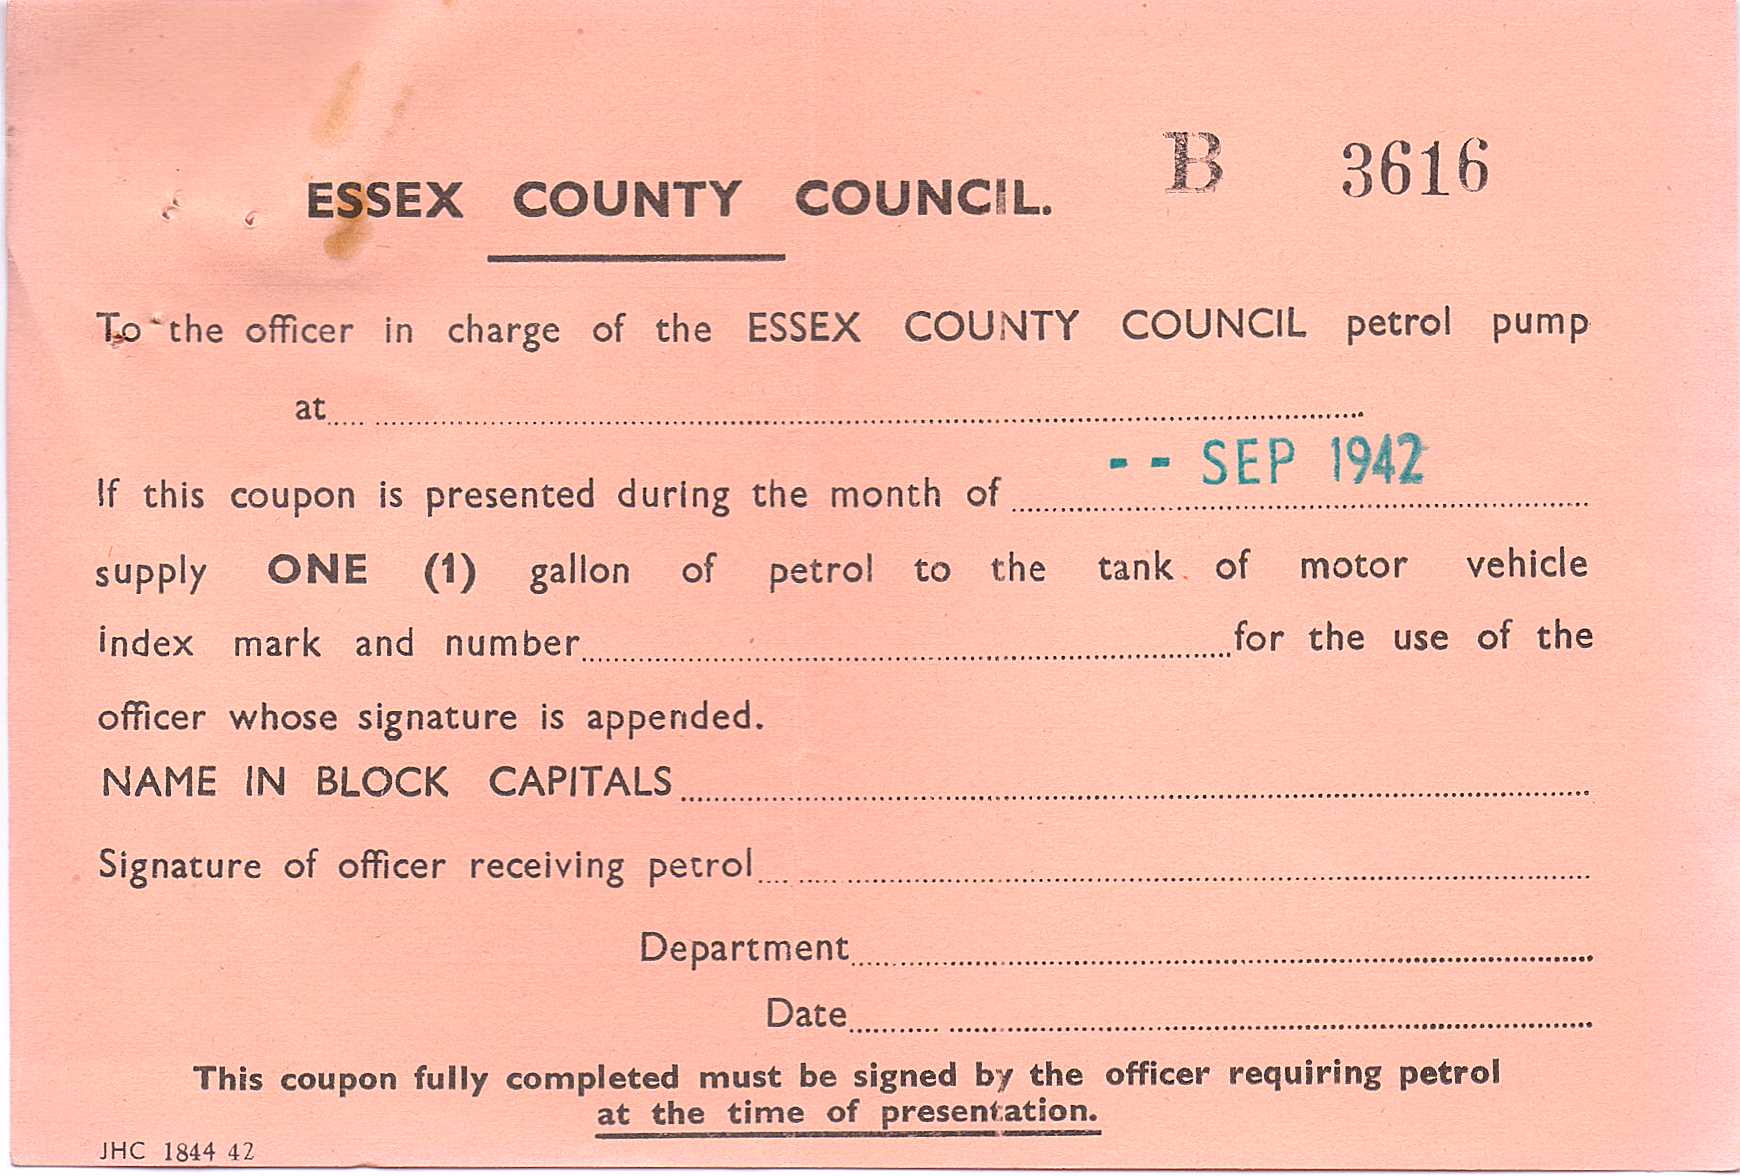 B 3616
ESSEX COUNTY COUNCIL.
To the officer in charge of the ESSEX COUNTY COUNCIL petrol pump
at
-- SEP 1942
If this coupon is presented during the month of
supply ONE (1) gallon of petrol to the tank of motor vehicle
index mark and number for the use of the
officer whose signature is appended.
NAME IN BLOCK CAPITALS
Signature of officer receiving petrol
Department
Date
This coupon fully completed must be signed by the officer requiring petrol
at the time of presentation.
JHC 1844 42